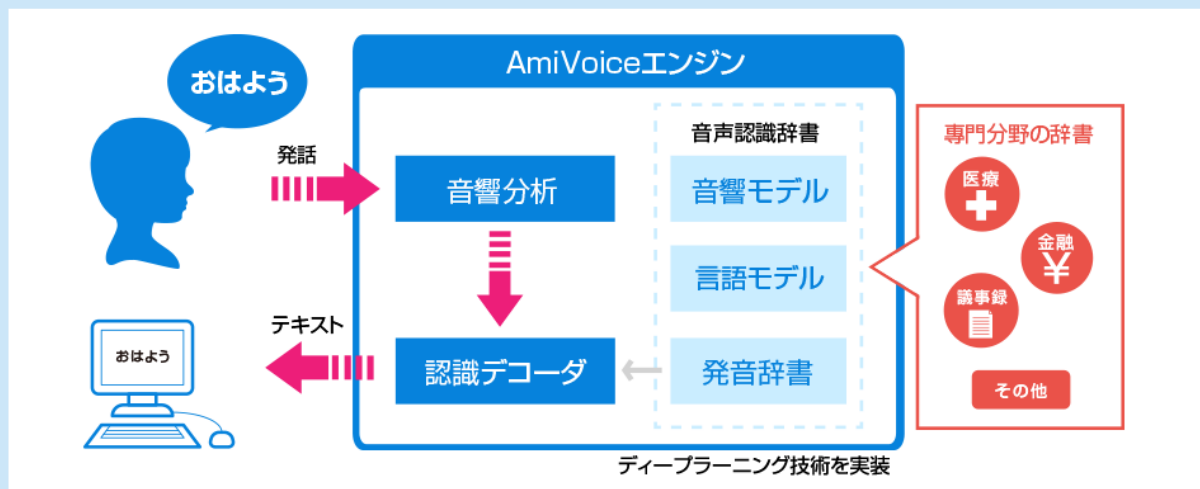 AmiVoiceエンジン
おはよう
発話
音響分析
認識デコーダ
テキスト
おはよう
音声認識辞書
音響モデル
言語モデル
発音辞書
専門分野の辞書
医療
金融
¥
議事録
その他
ディープラーニング技術を実装